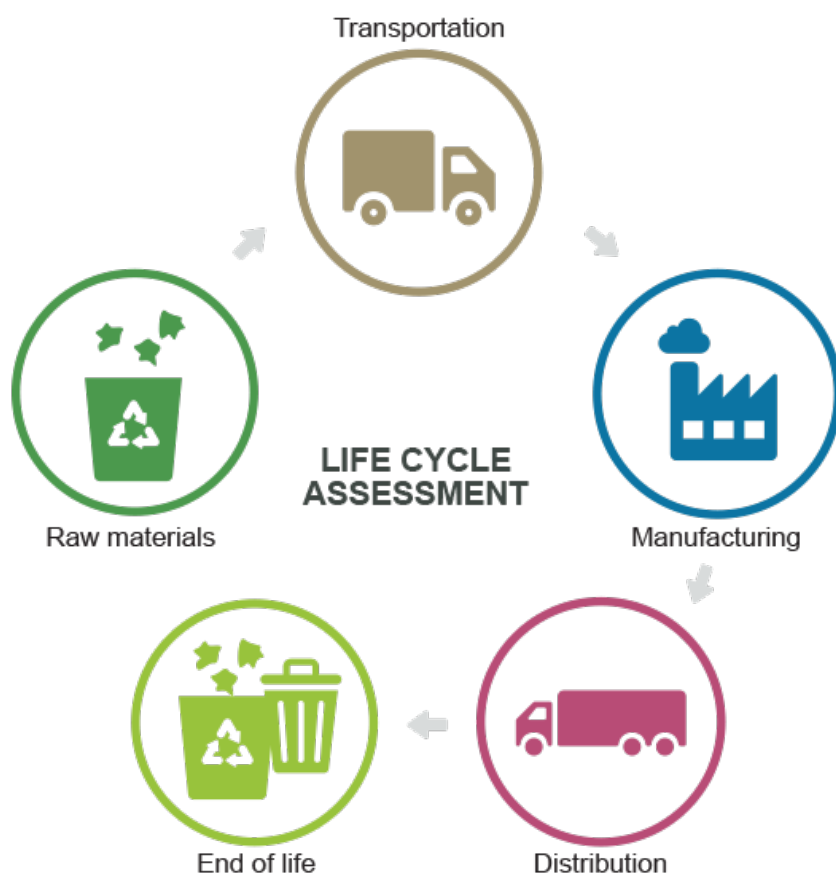 Transportation
Raw materials
LIFE CYCLE
ASSESSMENT
Manufacturing
End of life
Distribution